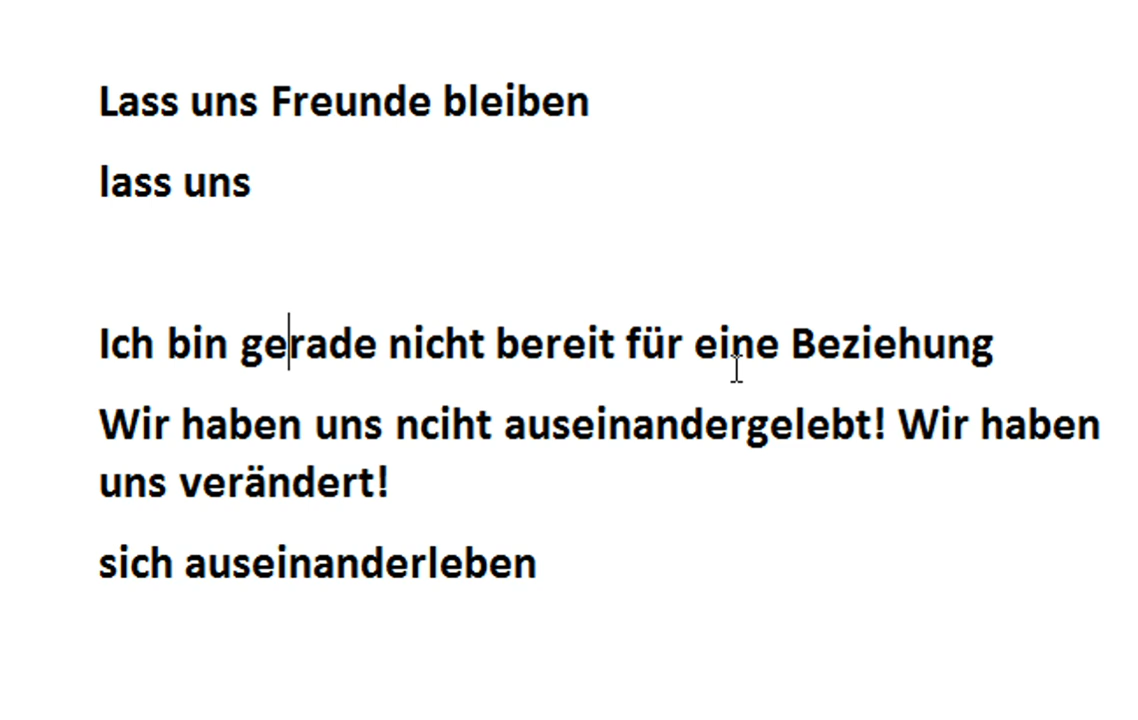 Lass uns Freunde bleiben
lass uns
Ich bin gerade nicht bereit für eine Beziehung
Wir haben uns nciht auseinandergelebt! Wir haben
uns verändert!
sich auseinanderleben